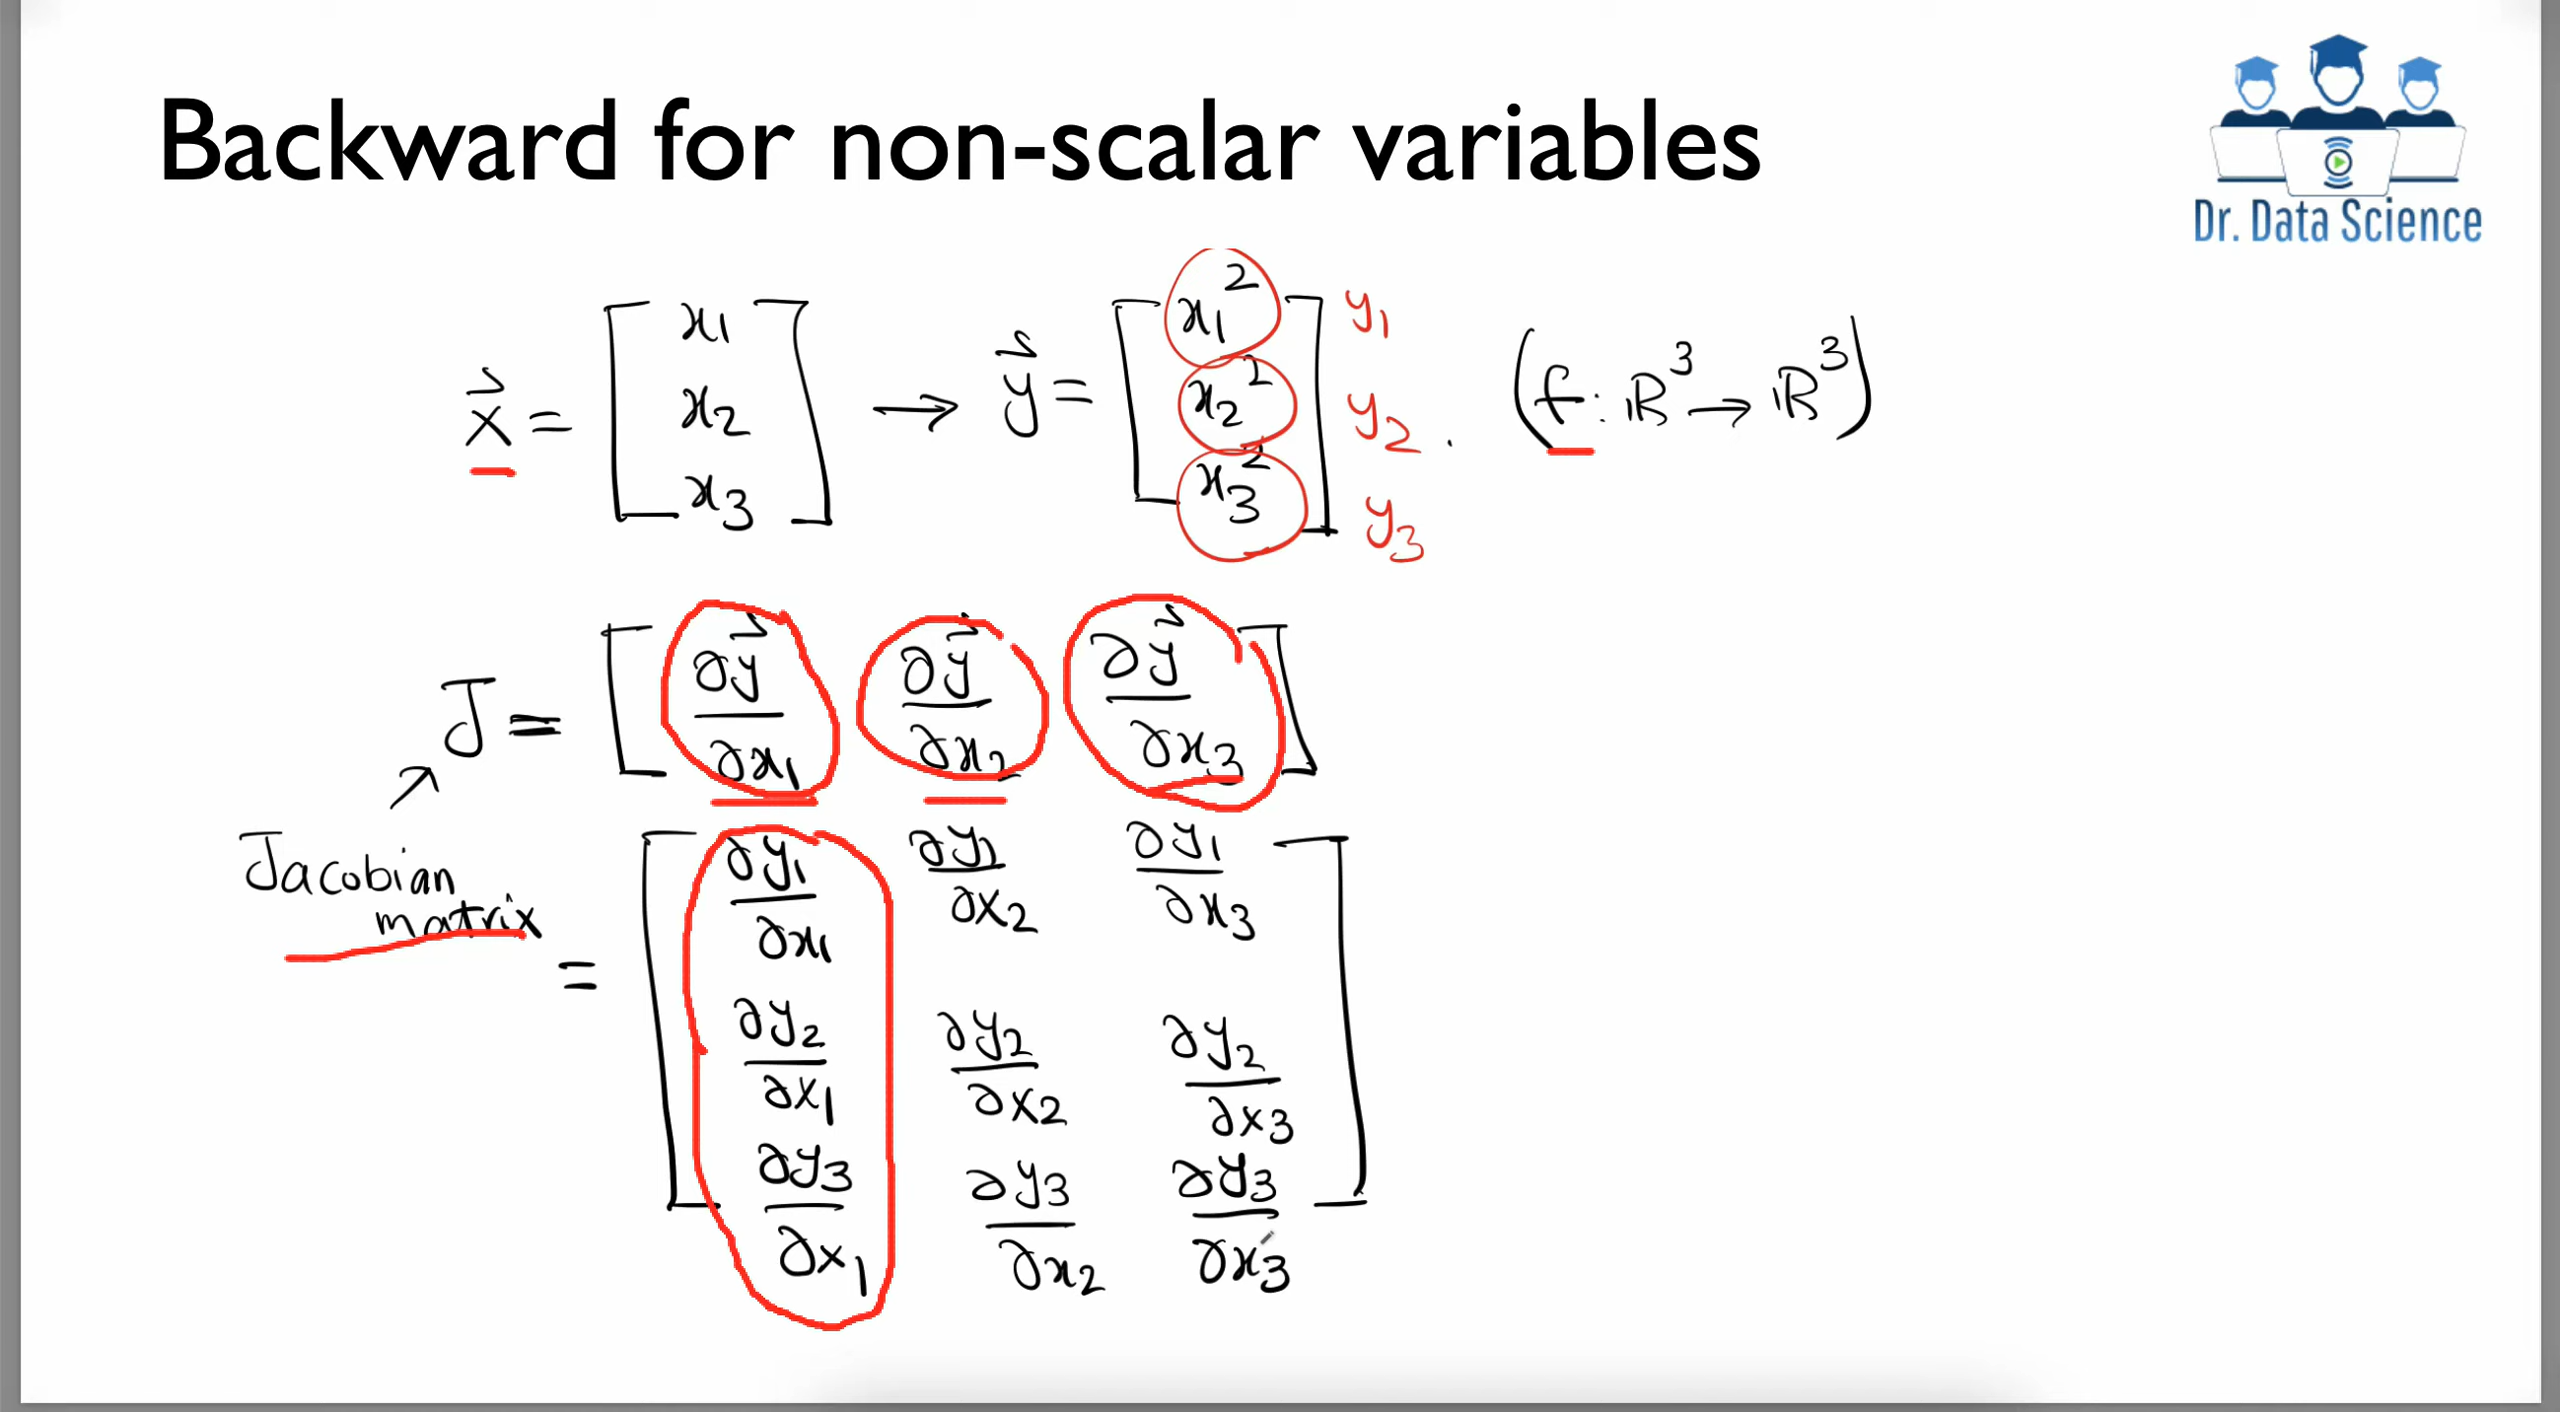 Backward for non-scalar variables
Dr. Data Science
x⃗ = [ x1 x2 x3 ] → y⃗ = [ x1² x2² x3² ] y1 y2 y3 . (f: ℝ³ → ℝ³)
J = [ ∂y⃗/∂x1 ∂y⃗/∂x2 ∂y⃗/∂x3 ]
Jacobian
matrix
= [ ∂y1/∂x1 ∂y1/∂x2 ∂y1/∂x3
∂y2/∂x1 ∂y2/∂x2 ∂y2/∂x3
∂y3/∂x1 ∂y3/∂x2 ∂y3/∂x3 ]